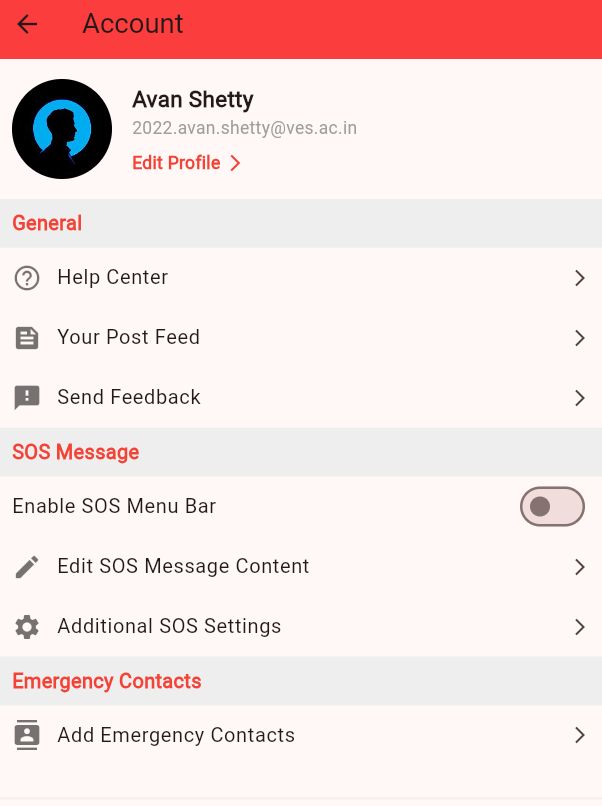 Account
Avan Shetty
2022.avan.shetty@ves.ac.in
Edit Profile
General
Help Center
Your Post Feed
Send Feedback
SOS Message
Enable SOS Menu Bar
Edit SOS Message Content
Additional SOS Settings
Emergency Contacts
Add Emergency Contacts